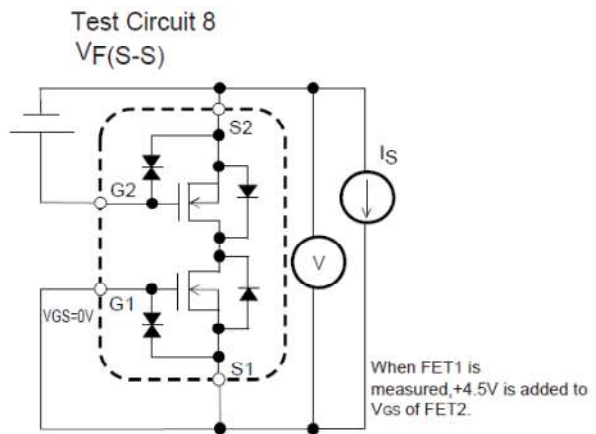 Test Circuit 8
VF(S-S)
S2
IS
G2
V
G1
VGS=0V
S1
When FET1 is
measured,+4.5V is added to
VGS of FET2.